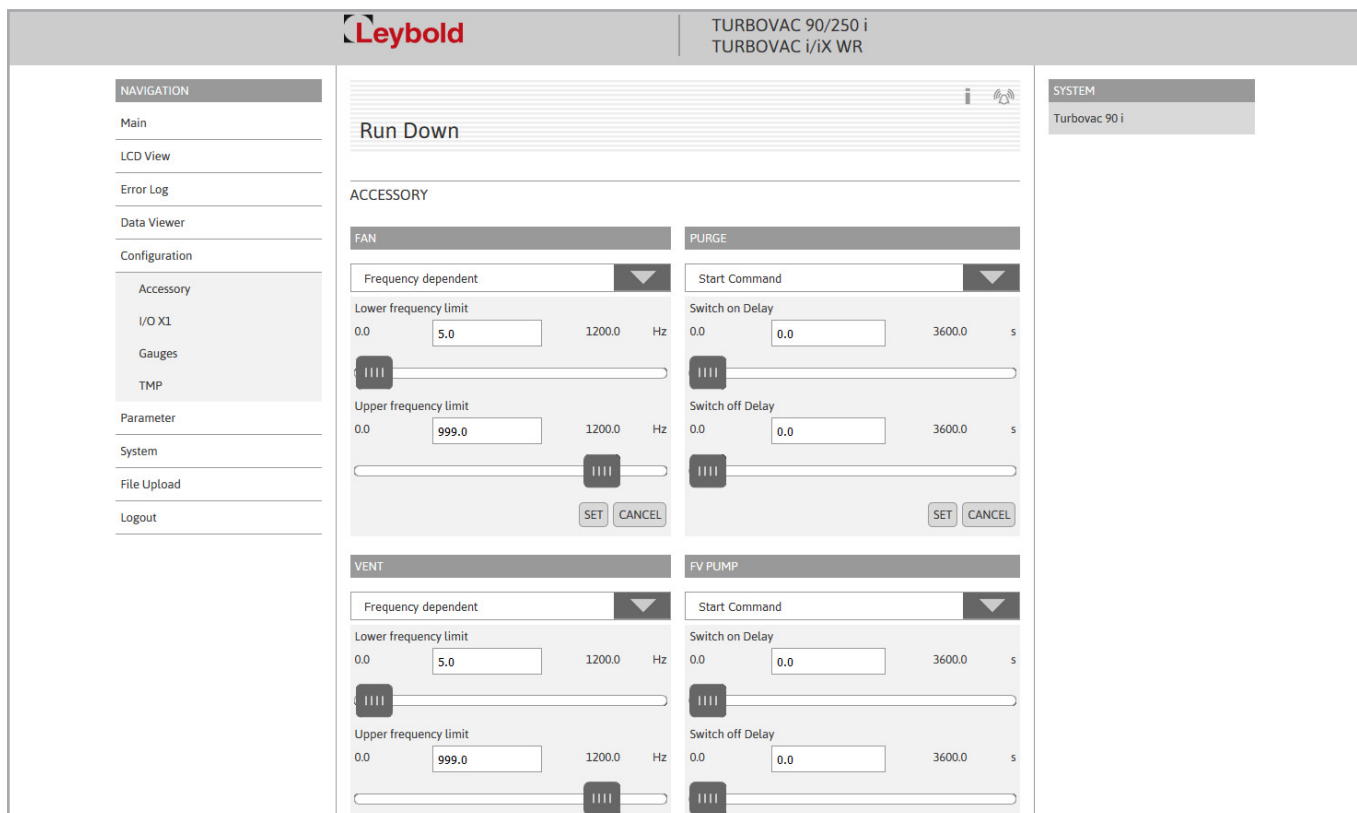 Leybold
TURBOVAC 90/250 i
TURBOVAC i/iX WR
NAVIGATION
Main
LCD View
Error Log
Data Viewer
Configuration
Accessory
I/O X1
Gauges
TMP
Parameter
System
File Upload
Logout
i
Run Down
ACCESSORY
FAN
Frequency dependent
Lower frequency limit
0.0 5.0 1200.0 Hz
Upper frequency limit
0.0 999.0 1200.0 Hz
SET CANCEL
PURGE
Start Command
Switch on Delay
0.0 0.0 3600.0 s
Switch off Delay
0.0 0.0 3600.0 s
SET CANCEL
VENT
Frequency dependent
Lower frequency limit
0.0 5.0 1200.0 Hz
Upper frequency limit
0.0 999.0 1200.0 Hz
FV PUMP
Start Command
Switch on Delay
0.0 0.0 3600.0 s
Switch off Delay
0.0 0.0 3600.0 s
SYSTEM
Turbovac 90 i